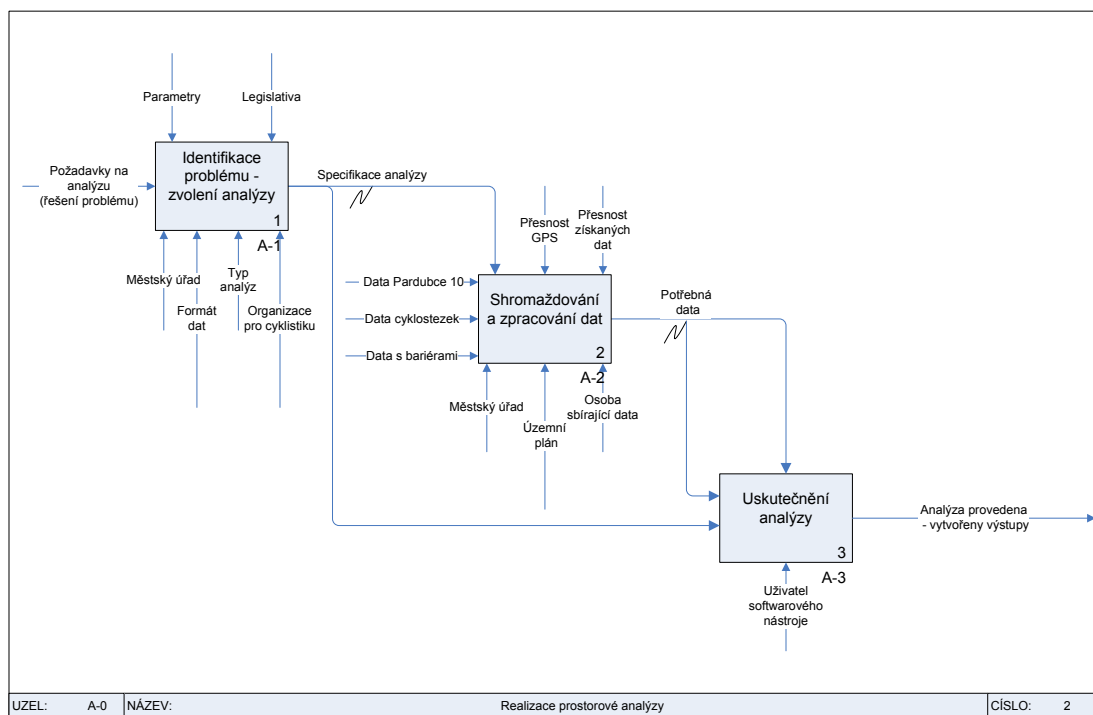 Parametry
Legislativa
Požadavky na
analýzu
(řešení problému)
Identifikace
problému -
zvolení analýzy
1
A-1
Specifikace analýzy
Městský úřad
Formát
dat
Typ
analýz
Organizace
pro cyklistiku
Přesnost
GPS
Přesnost
získaných
dat
Data Pardubce 10
Data cyklostezek
Data s bariérami
Shromažďování
a zpracování dat
2
A-2
Potřebná
data
Městský úřad
Územní
plán
Osoba
sbírající data
Uskutečnění
analýzy
3
A-3
Analýza provedena
- vytvořeny výstupy
Uživatel
softwarového
nástroje
UZEL: A-0 NÁZEV: Realizace prostorové analýzy ČÍSLO: 2